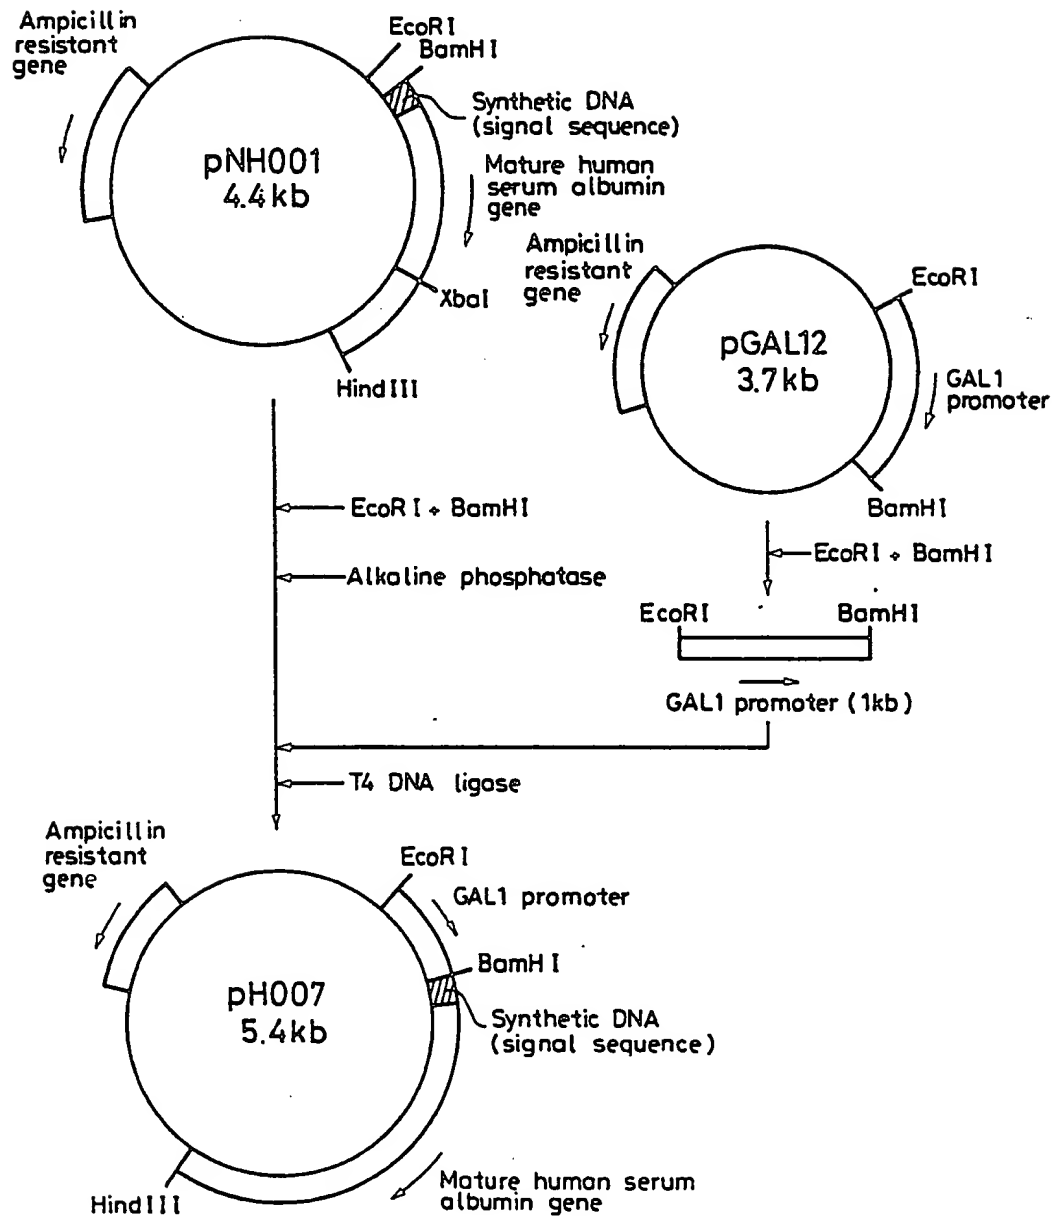 Ampicillin
resistant
gene
EcoRI
BamHI
Synthetic DNA
(signal sequence)
pNH001
4.4kb
Mature human
serum albumin
gene
XbaI
HindIII
Ampicillin
resistant
gene
EcoRI
pGAL12
3.7kb
GAL1
promoter
BamHI
EcoRI + BamHI
Alkaline phosphatase
EcoRI + BamHI
EcoRI
BamHI
GAL1 promoter (1kb)
T4 DNA ligase
Ampicillin
resistant
gene
EcoRI
GAL1 promoter
BamHI
pH007
5.4kb
Synthetic DNA
(signal sequence)
HindIII
Mature human serum
albumin gene